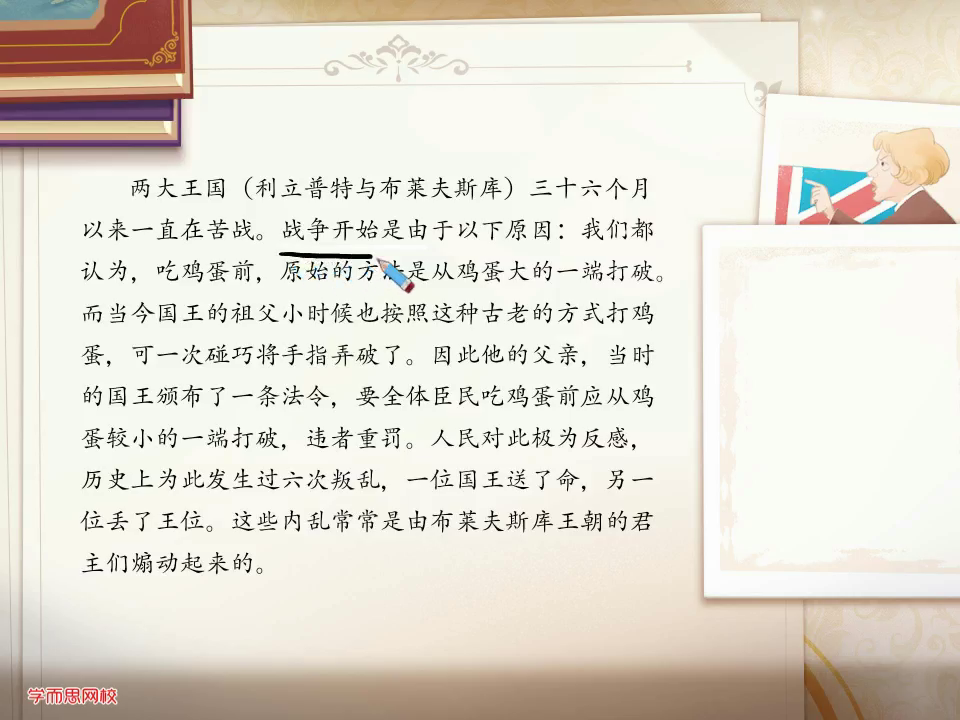 两大王国（利立普特与布莱夫斯库）三十六个月
以来一直在苦战。战争开始是由于以下原因：我们都
认为，吃鸡蛋前，原始的方法是从鸡蛋大的一端打破。
而当今国王的祖父小时候也按照这种古老的方式打鸡
蛋，可一次碰巧将手指弄破了。因此他的父亲，当时
的国王颁布了一条法令，要全体臣民吃鸡蛋前应从鸡
蛋较小的一端打破，违者重罚。人民对此极为反感，
历史上为此发生过六次叛乱，一位国王送了命，另一
位丢了王位。这些内乱常常是由布莱夫斯库王朝的君
主们煽动起来的。
学而思网校